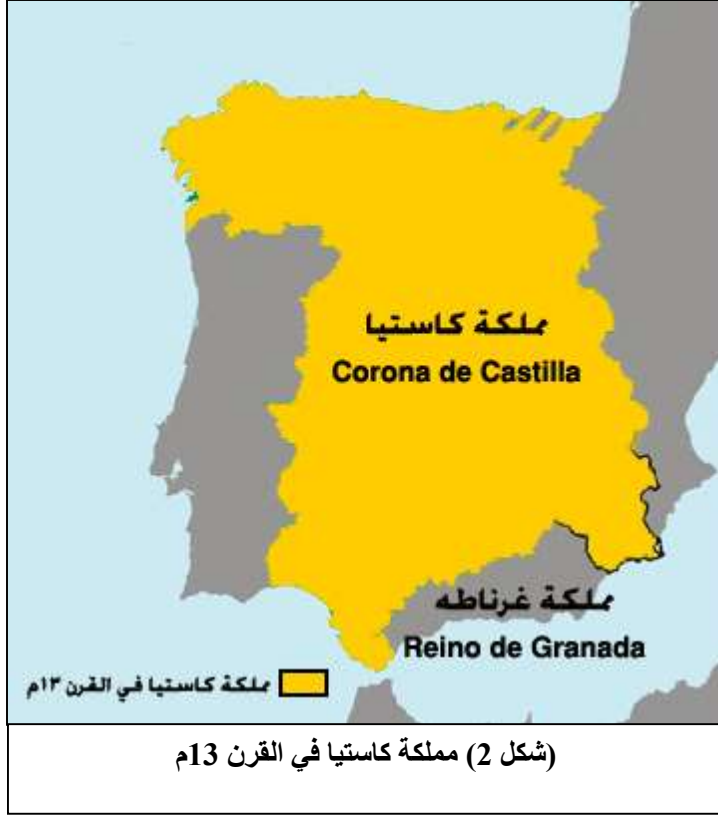 مملكة كاستيا
Corona de Castilla
مملكة غرناطه
Reino de Granada
مملكة كاستيا في القرن ١٣م
(شكل 2) مملكة كاستيا في القرن 13م